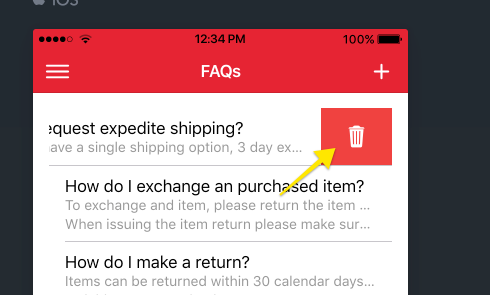 iOS
12:34 PM
100%
FAQs
equest expedite shipping?
ave a single shipping option, 3 day ex...
How do I exchange an purchased item?
To exchange and item, please return the item ...
When issuing the item return please make sur...
How do I make a return?
Items can be returned within 30 calendar days...